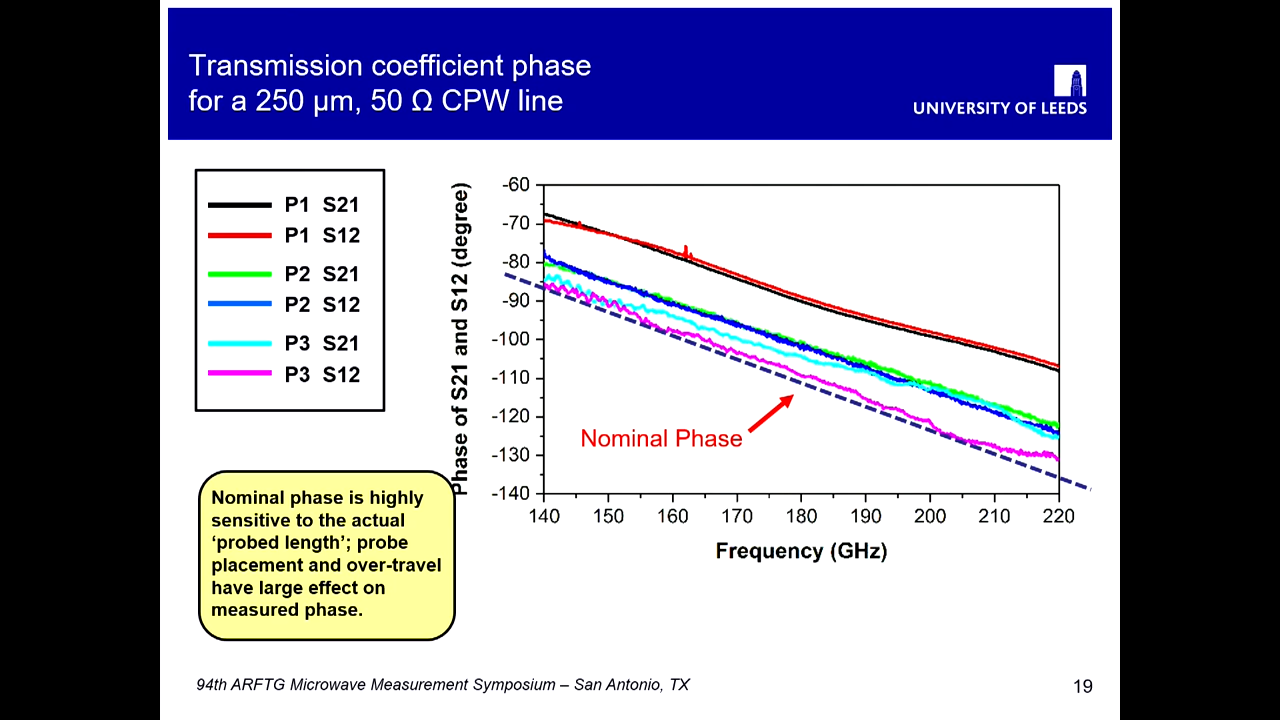 Transmission coefficient phase
for a 250 μm, 50 Ω CPW line
UNIVERSITY OF LEEDS
P1 S21
P1 S12
P2 S21
P2 S12
P3 S21
P3 S12
Phase of S21 and S12 (degree)
-60
-70
-80
-90
-100
-110
-120
-130
-140
Nominal Phase
140 150 160 170 180 190 200 210 220
Frequency (GHz)
Nominal phase is highly
sensitive to the actual
‘probed length’; probe
placement and over-travel
have large effect on
measured phase.
94th ARFTG Microwave Measurement Symposium – San Antonio, TX
19